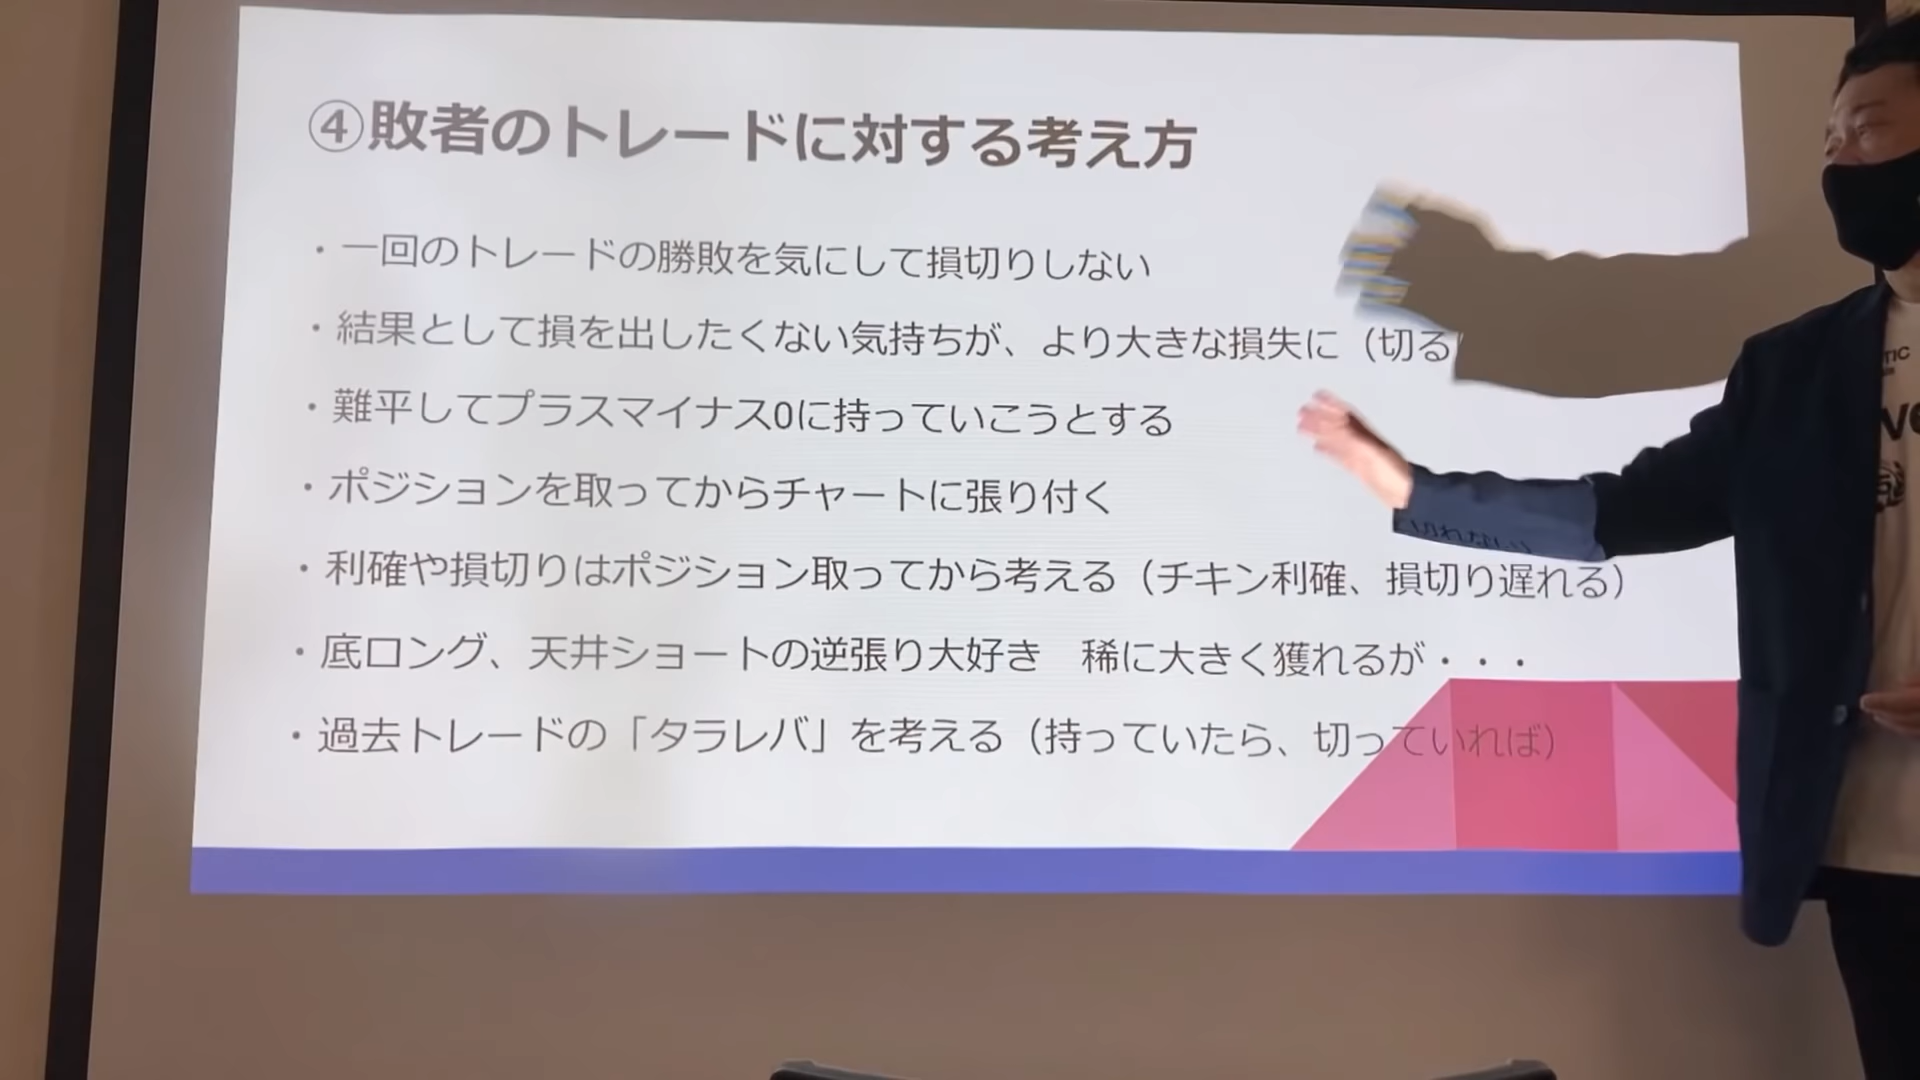 ④敗者のトレードに対する考え方
・一回のトレードの勝敗を気にして損切りしない
・結果として損を出したくない気持ちが、より大きな損失に（切る
・難平してプラスマイナス0に持っていこうとする
・ポジションを取ってからチャートに張り付く
切れない）
・利確や損切りはポジション取ってから考える（チキン利確、損切り遅れる）
・底ロング、天井ショートの逆張り大好き　稀に大きく獲れるが・・・
・過去トレードの「タラレバ」を考える（持っていたら、切っていれば）
TIC